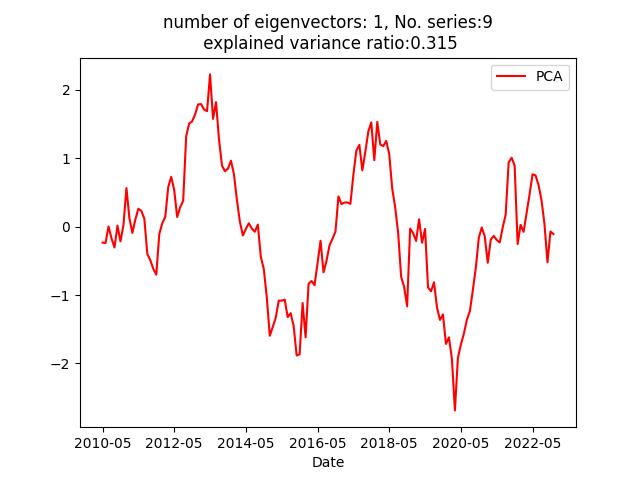 number of eigenvectors: 1, No. series:9
explained variance ratio:0.315
PCA
2
1
0
−1
−2
2010-05 2012-05 2014-05 2016-05 2018-05 2020-05 2022-05
Date